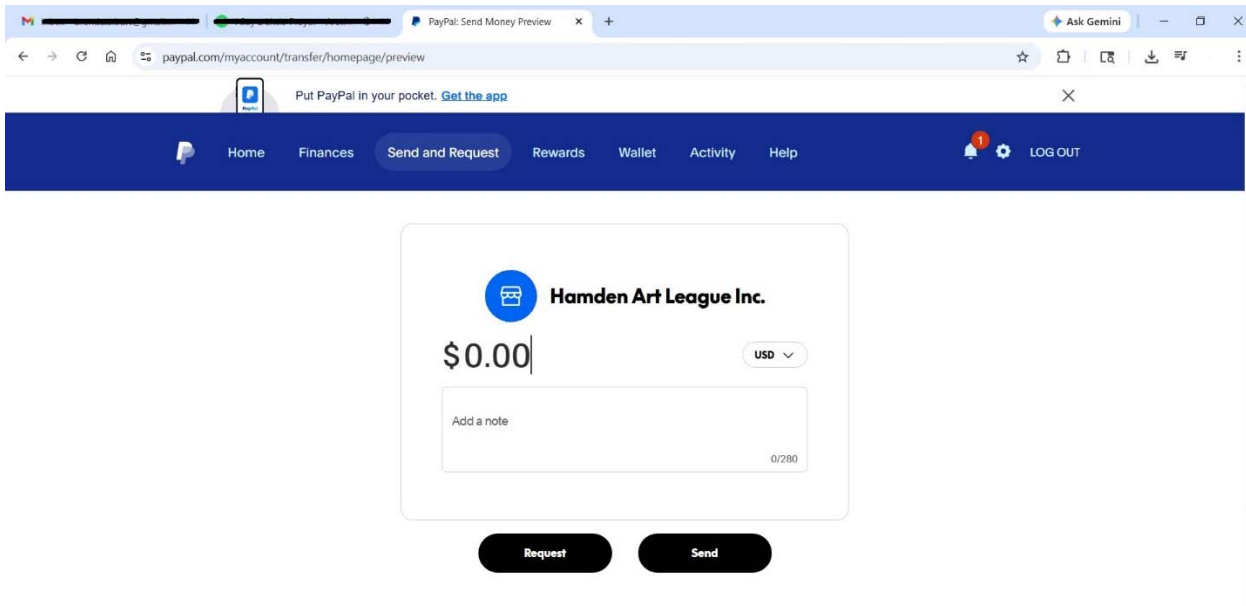 PayPal: Send Money Preview
Ask Gemini
paypal.com/myaccount/transfer/homepage/preview
PayPal
Put PayPal in your pocket. Get the app
Home Finances Send and Request Rewards Wallet Activity Help 1 LOG OUT
Hamden Art League Inc.
$0.00 USD
Add a note
0/280
Request Send